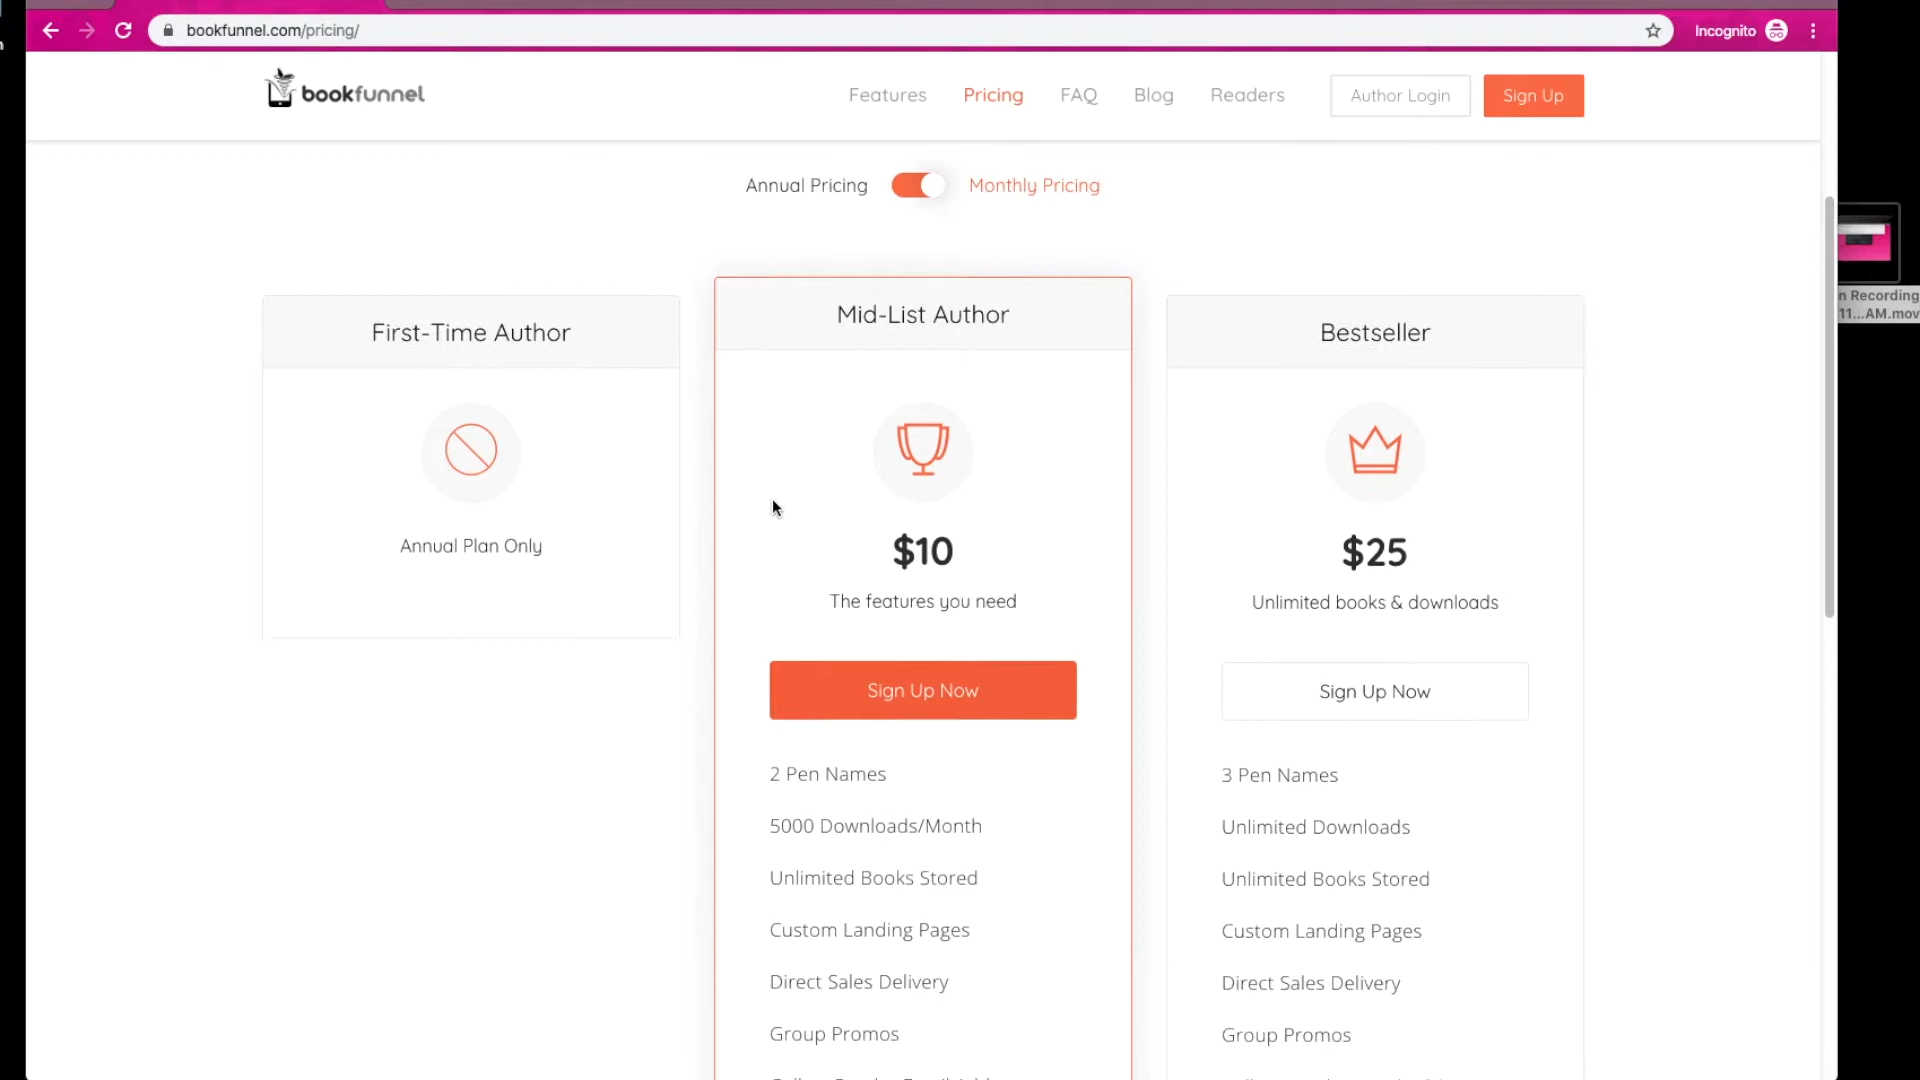 bookfunnel.com/pricing/
Incognito
bookfunnel
Features
Pricing
FAQ
Blog
Readers
Author Login
Sign Up
Annual Pricing
Monthly Pricing
n Recording
11...AM.mov
First-Time Author
Annual Plan Only
Mid-List Author
$10
The features you need
Sign Up Now
2 Pen Names
5000 Downloads/Month
Unlimited Books Stored
Custom Landing Pages
Direct Sales Delivery
Group Promos
Bestseller
$25
Unlimited books & downloads
Sign Up Now
3 Pen Names
Unlimited Downloads
Unlimited Books Stored
Custom Landing Pages
Direct Sales Delivery
Group Promos